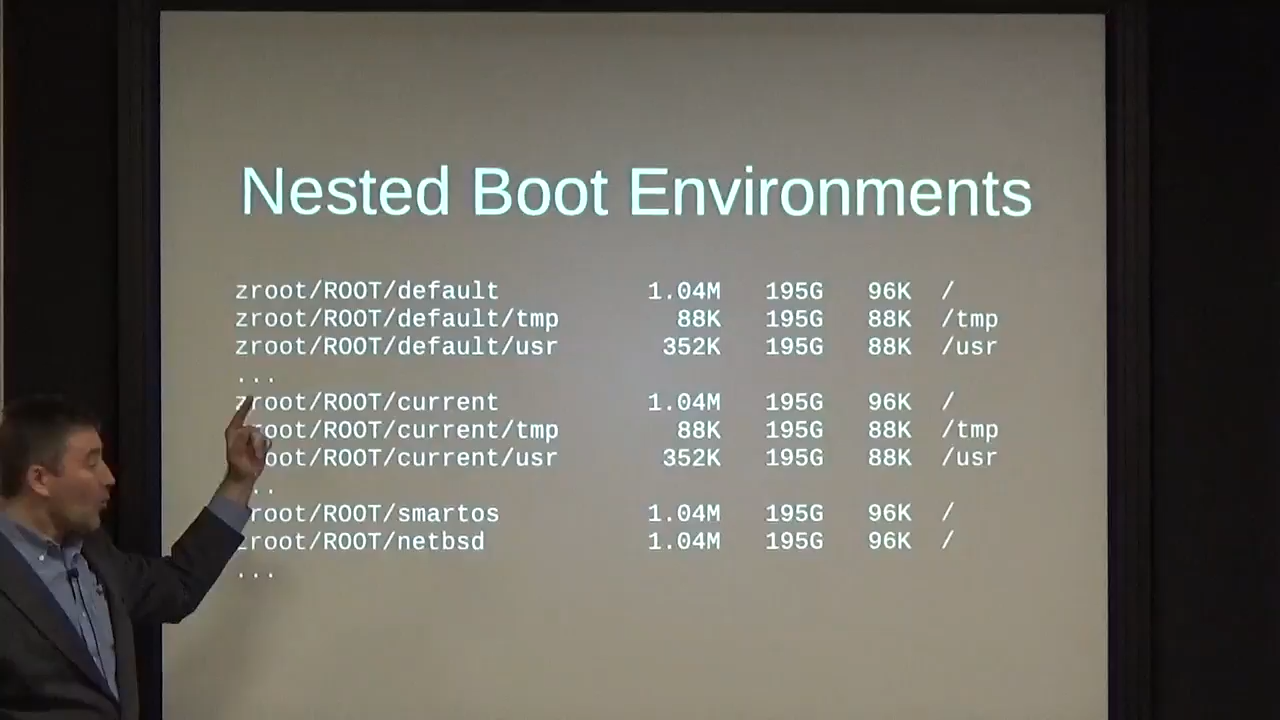 Nested Boot Environments
zroot/ROOT/default 1.04M 195G 96K /
zroot/ROOT/default/tmp 88K 195G 88K /tmp
zroot/ROOT/default/usr 352K 195G 88K /usr
...
zroot/ROOT/current 1.04M 195G 96K /
root/ROOT/current/tmp 88K 195G 88K /tmp
oot/ROOT/current/usr 352K 195G 88K /usr
..
root/ROOT/smartos 1.04M 195G 96K /
zroot/ROOT/netbsd 1.04M 195G 96K /
...